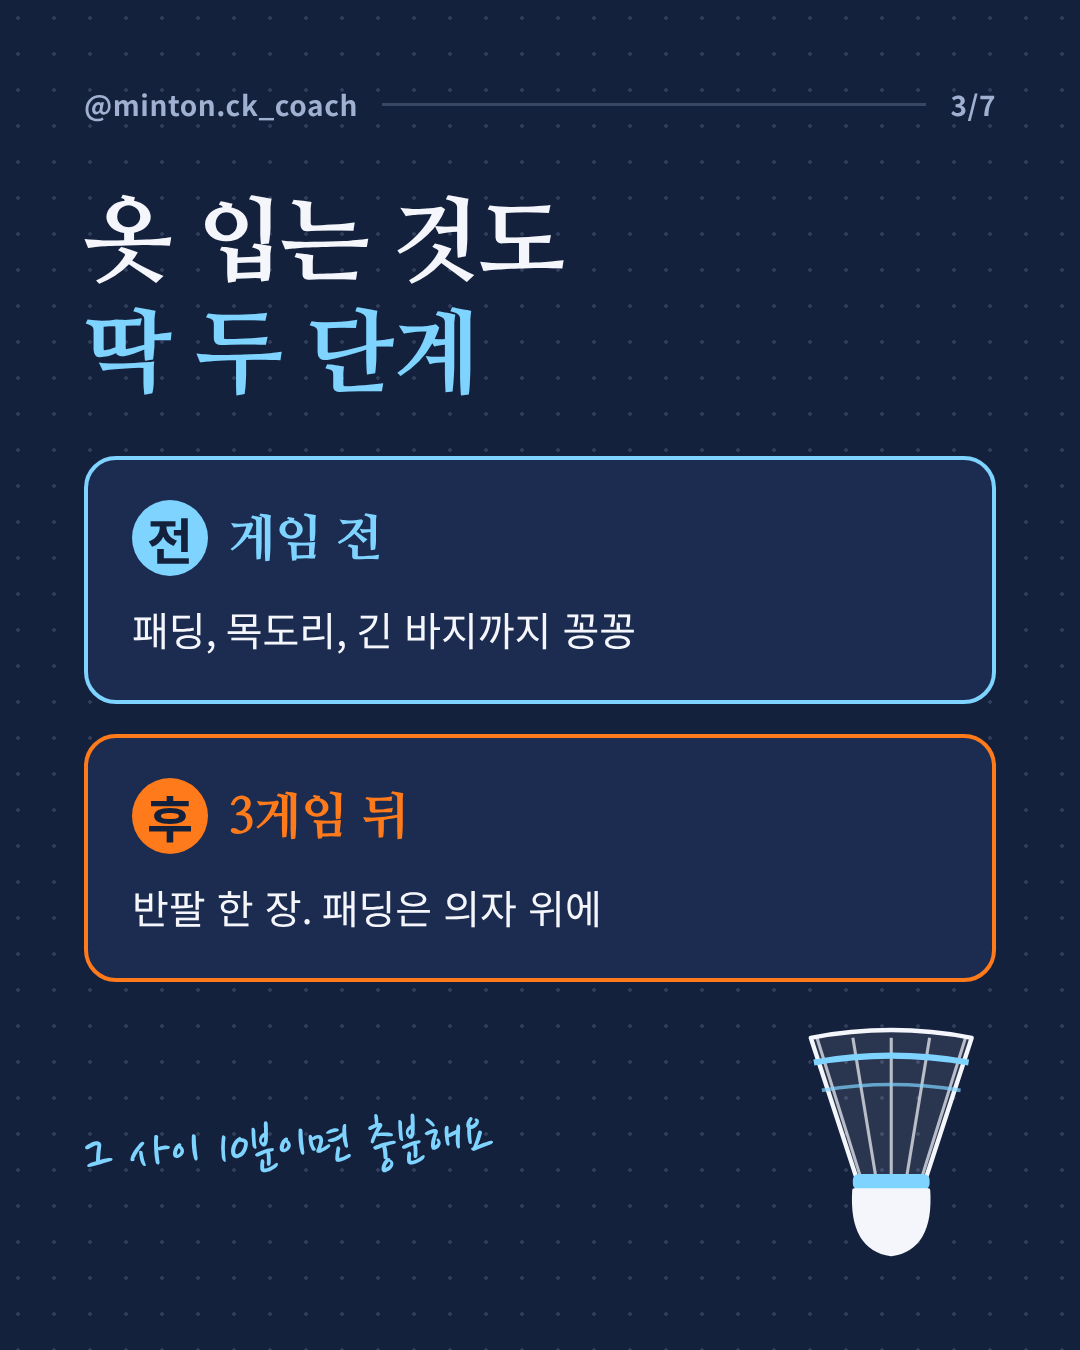 @minton.ck_coach 3/7
옷 입는 것도
딱 두 단계
전 게임 전
패딩, 목도리, 긴 바지까지 꽁꽁
후 3게임 뒤
반팔 한 장. 패딩은 의자 위에
그 사이 10분이면 충분해요